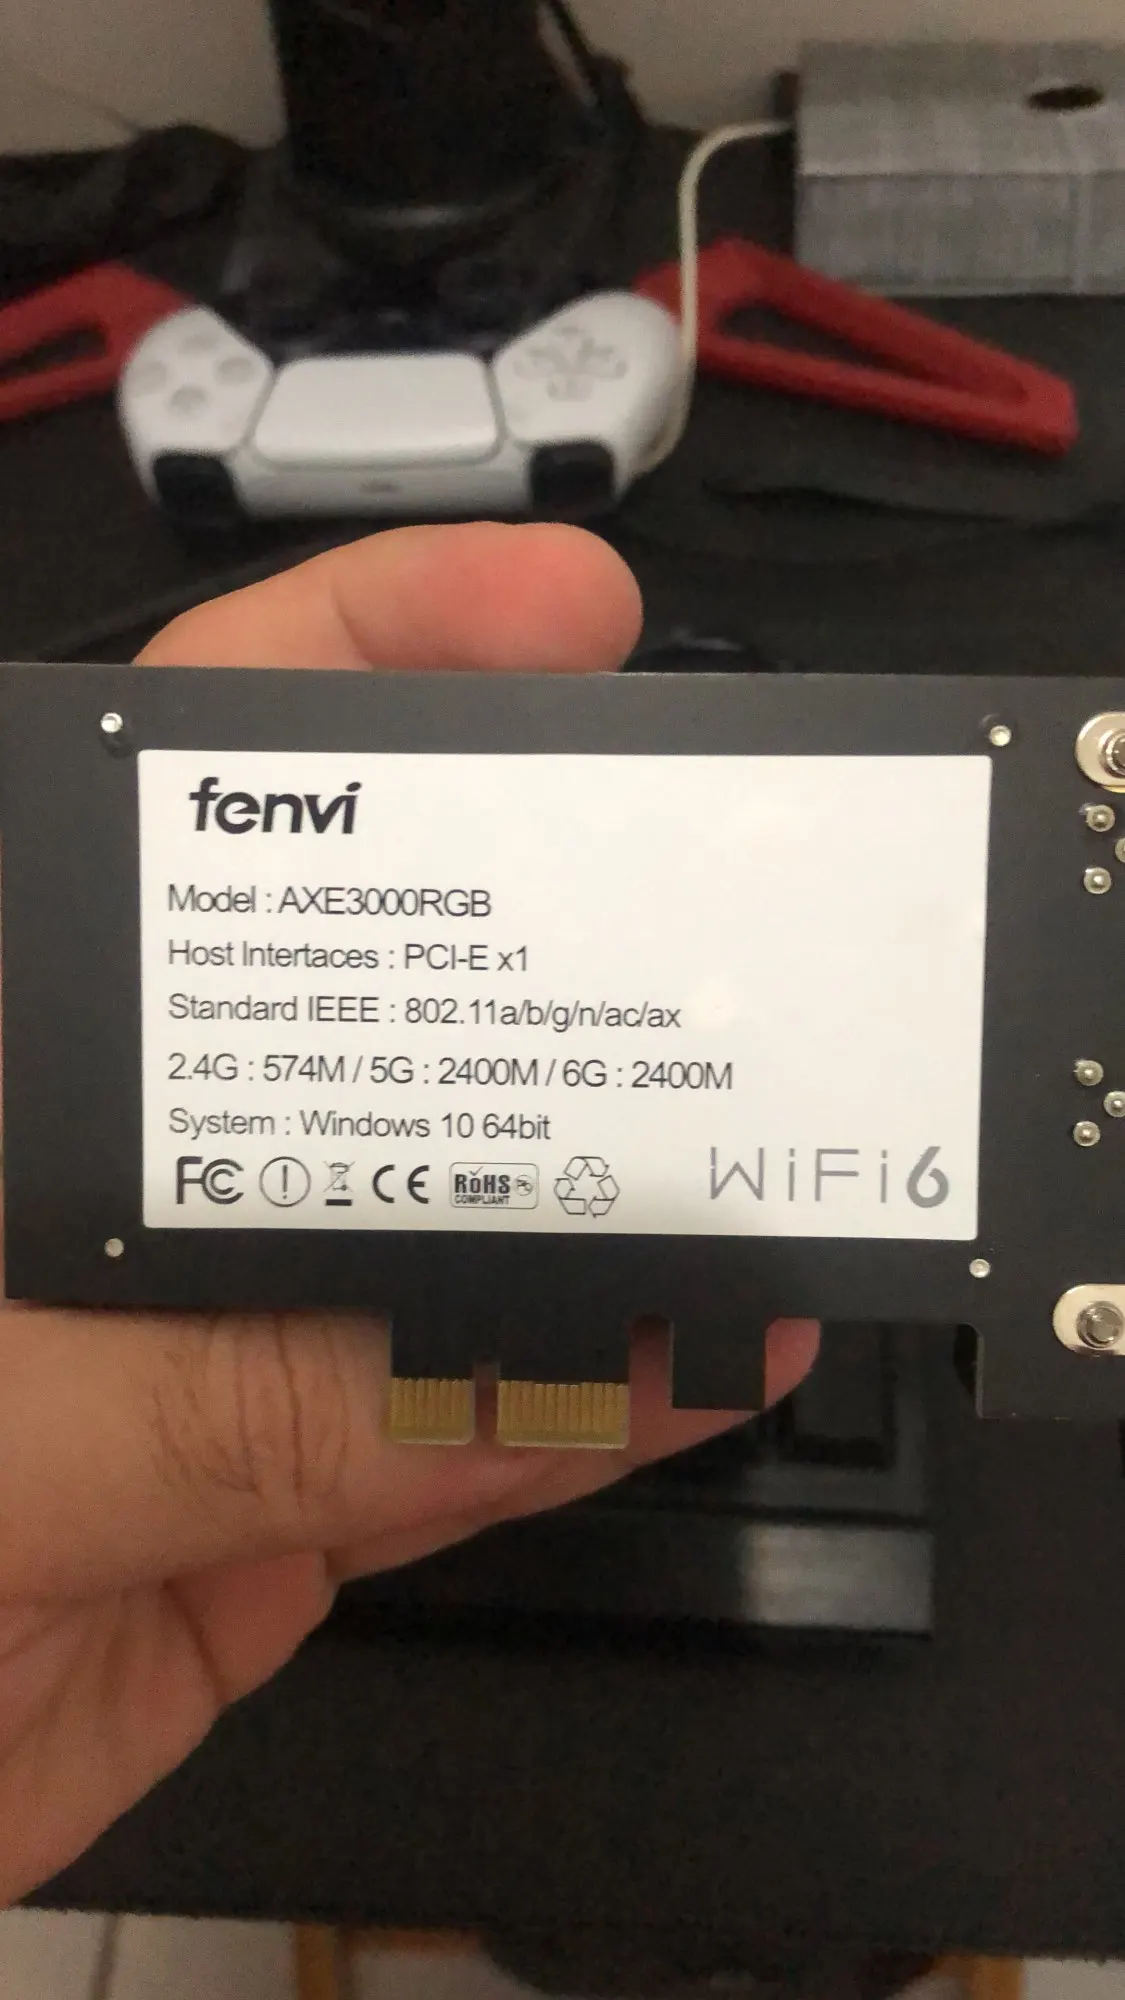 fenvi
Model : AXE3000RGB
Host Intertaces : PCI-E x1
Standard IEEE : 802.11a/b/g/n/ac/ax
2.4G : 574M / 5G : 2400M / 6G : 2400M
System : Windows 10 64bit
FC CE RoHS COMPLIANT WiFi6